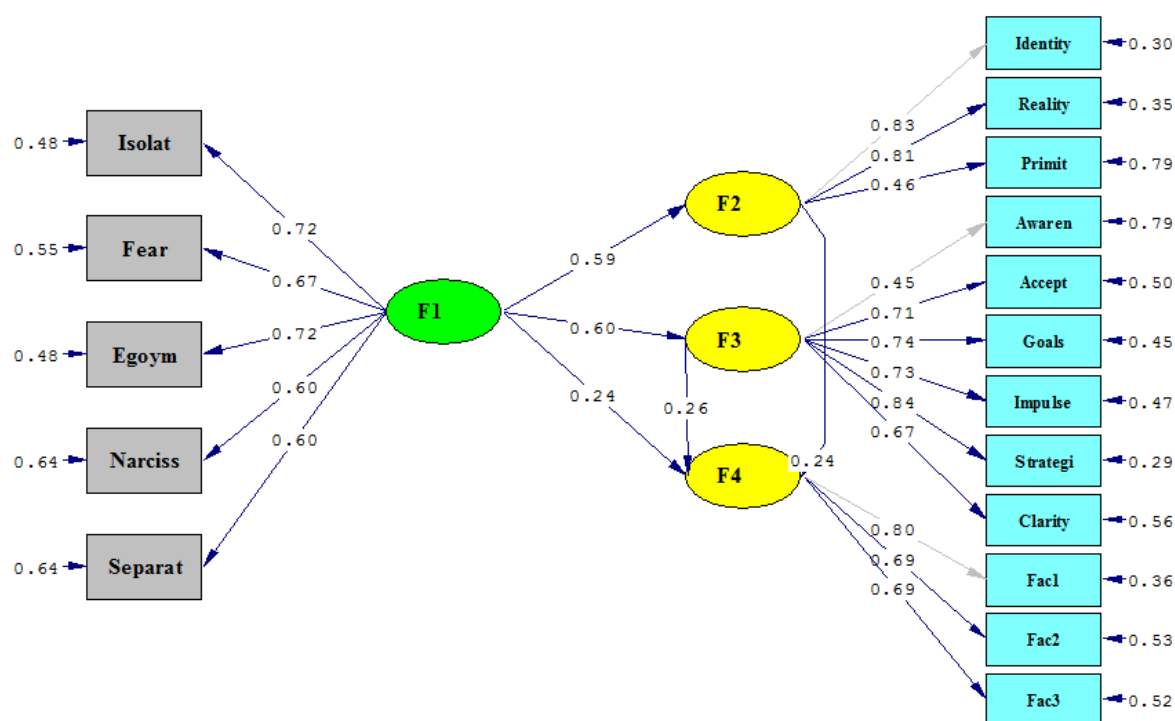 0.48
Isolat
0.55
Fear
0.48
Egoym
0.64
Narciss
0.64
Separat
0.72
0.67
0.72
0.60
0.60
F1
0.59
0.60
0.24
F2
F3
0.26
F4
0.24
0.83
0.81
0.46
0.45
0.71
0.74
0.73
0.84
0.67
0.80
0.69
0.69
Identity
0.30
Reality
0.35
Primit
0.79
Awaren
0.79
Accept
0.50
Goals
0.45
Impulse
0.47
Strategi
0.29
Clarity
0.56
Fac1
0.36
Fac2
0.53
Fac3
0.52